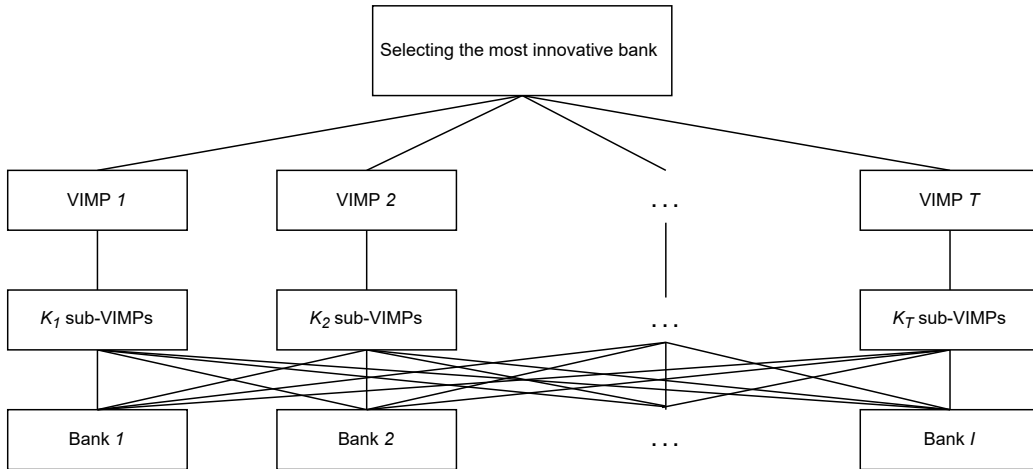 Selecting the most innovative bank
VIMP 1
VIMP 2
...
VIMP T
K1 sub-VIMPs
K2 sub-VIMPs
...
KT sub-VIMPs
Bank 1
Bank 2
...
Bank I